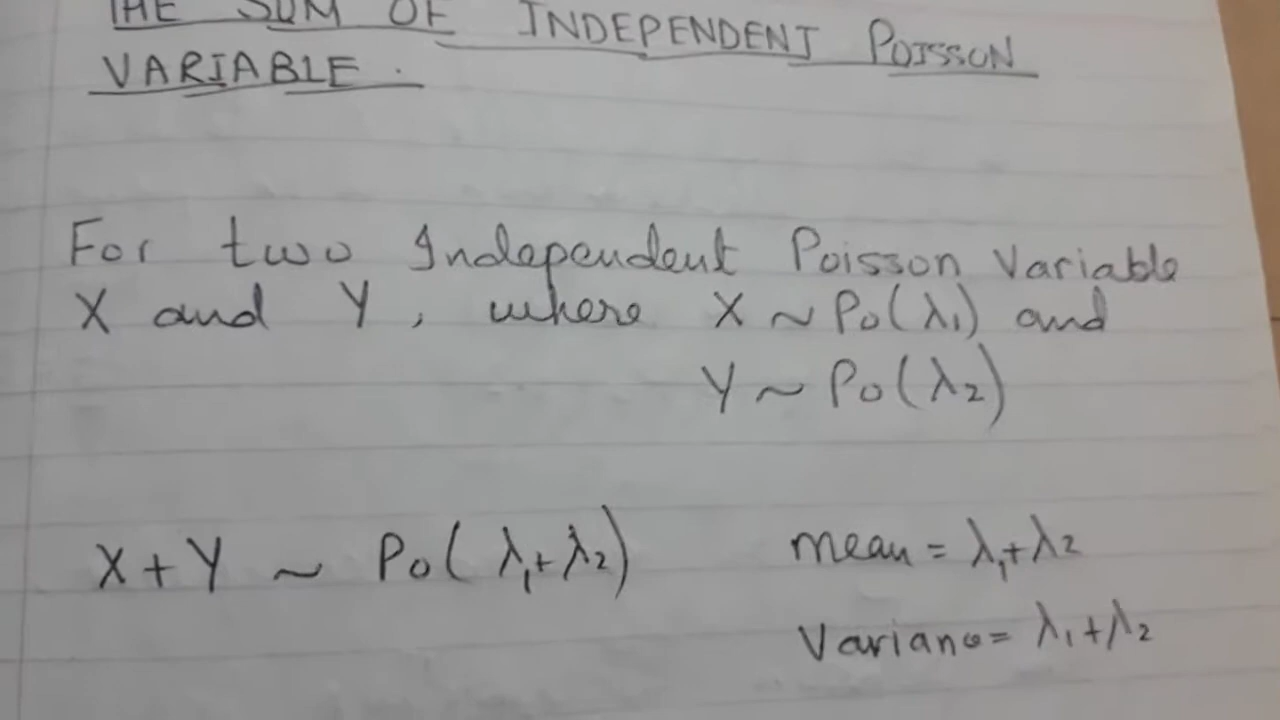 THE SUM OF INDEPENDENT POISSON
VARIABLE.
For two Independent Poisson Variable
X and Y, where X ~ Po(λ₁) and
Y ~ Po(λ₂)
X + Y ~ Po(λ₁+λ₂)
mean = λ₁+λ₂
Variance = λ₁+λ₂